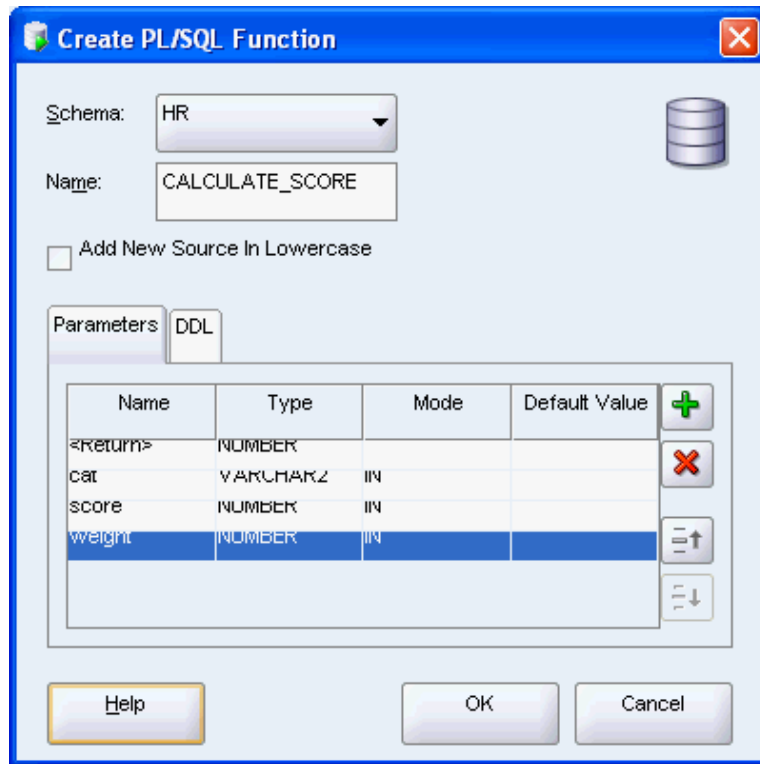 Create PL/SQL Function
Schema: HR
Name: CALCULATE_SCORE
Add New Source In Lowercase
Parameters DDL
Name Type Mode Default Value
<Return> NUMBER
cat VARCHAR2 IN
score NUMBER IN
weight NUMBER IN
Help OK Cancel